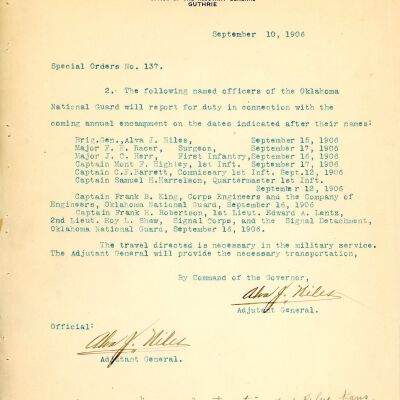 GUTHRIE
September 10, 1906
Special Orders No. 137.
2. The following named officers of the Oklahoma
National Guard will report for duty in connection with the
coming annual encampment on the dates indicated after their names:
Brig.Gen.,Alva J. Niles, September 15, 1906
Major F. H. Racer, Surgeon, September 17, 1906
Major J. C. Herr, First Infantry, September 16, 1906
Captain Mont F. Highley, 1st Inft. September 17, 1906
Captain C.F.Barrett, Commissary 1st Inft. Sept.12, 1906
Captain Samuel H.Harrelson, Quartermaster 1st Inft.
September 12, 1906
Captain Frank B. King, Corps Engineers and the Company of
Engineers, Oklahoma National Guard, September 16, 1906
Captain Frank H. Robertson, 1st Lieut. Edward A. Lentz,
2nd Lieut. Roy L. Shaw, Signal Corps, and the Signal Detachment,
Oklahoma National Guard, September 16, 1906.
The travel directed is necessary in the military service.
The Adjutant General will provide the necessary transportation,
By Command of the Governor,
Alva J. Niles
Adjutant General.
Official:
Alva J. Niles
Adjutant General.